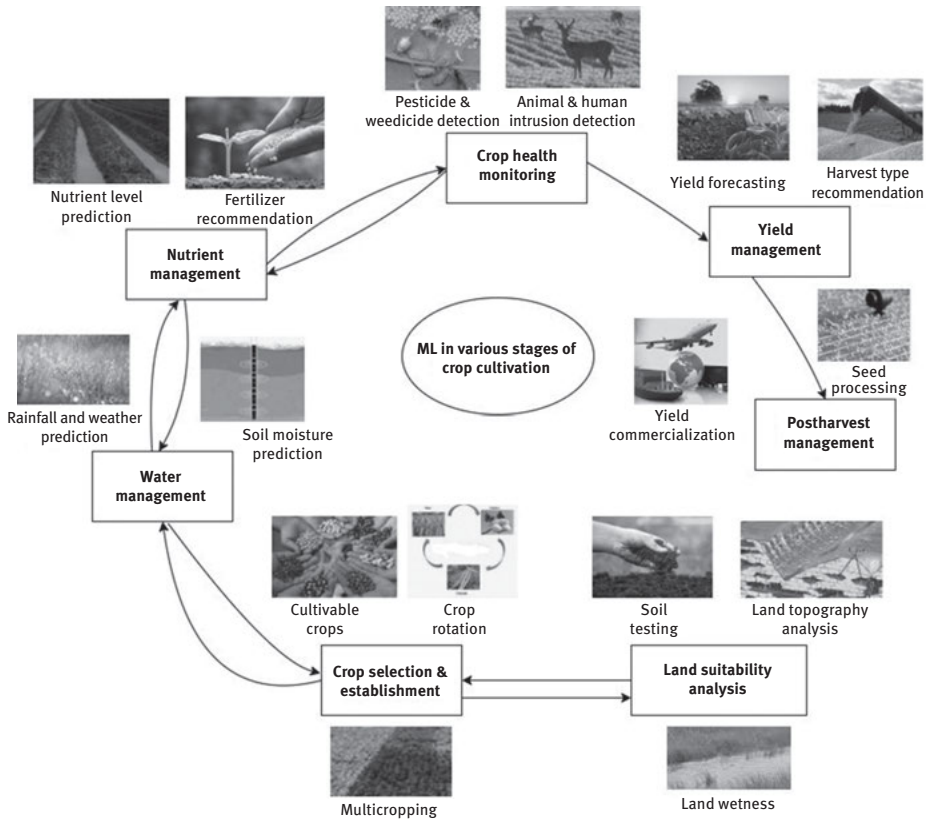 Pesticide &
weedicide detection
Animal & human
intrusion detection
Crop health
monitoring
Nutrient level
prediction
Fertilizer
recommendation
Yield forecasting
Harvest type
recommendation
Nutrient
management
Yield
management
ML in various stages of
crop cultivation
Rainfall and weather
prediction
Soil moisture
prediction
Yield
commercialization
Seed
processing
Postharvest
management
Water
management
Cultivable
crops
Crop
rotation
Soil
testing
Land topography
analysis
Crop selection &
establishment
Land suitability
analysis
Multicropping
Land wetness